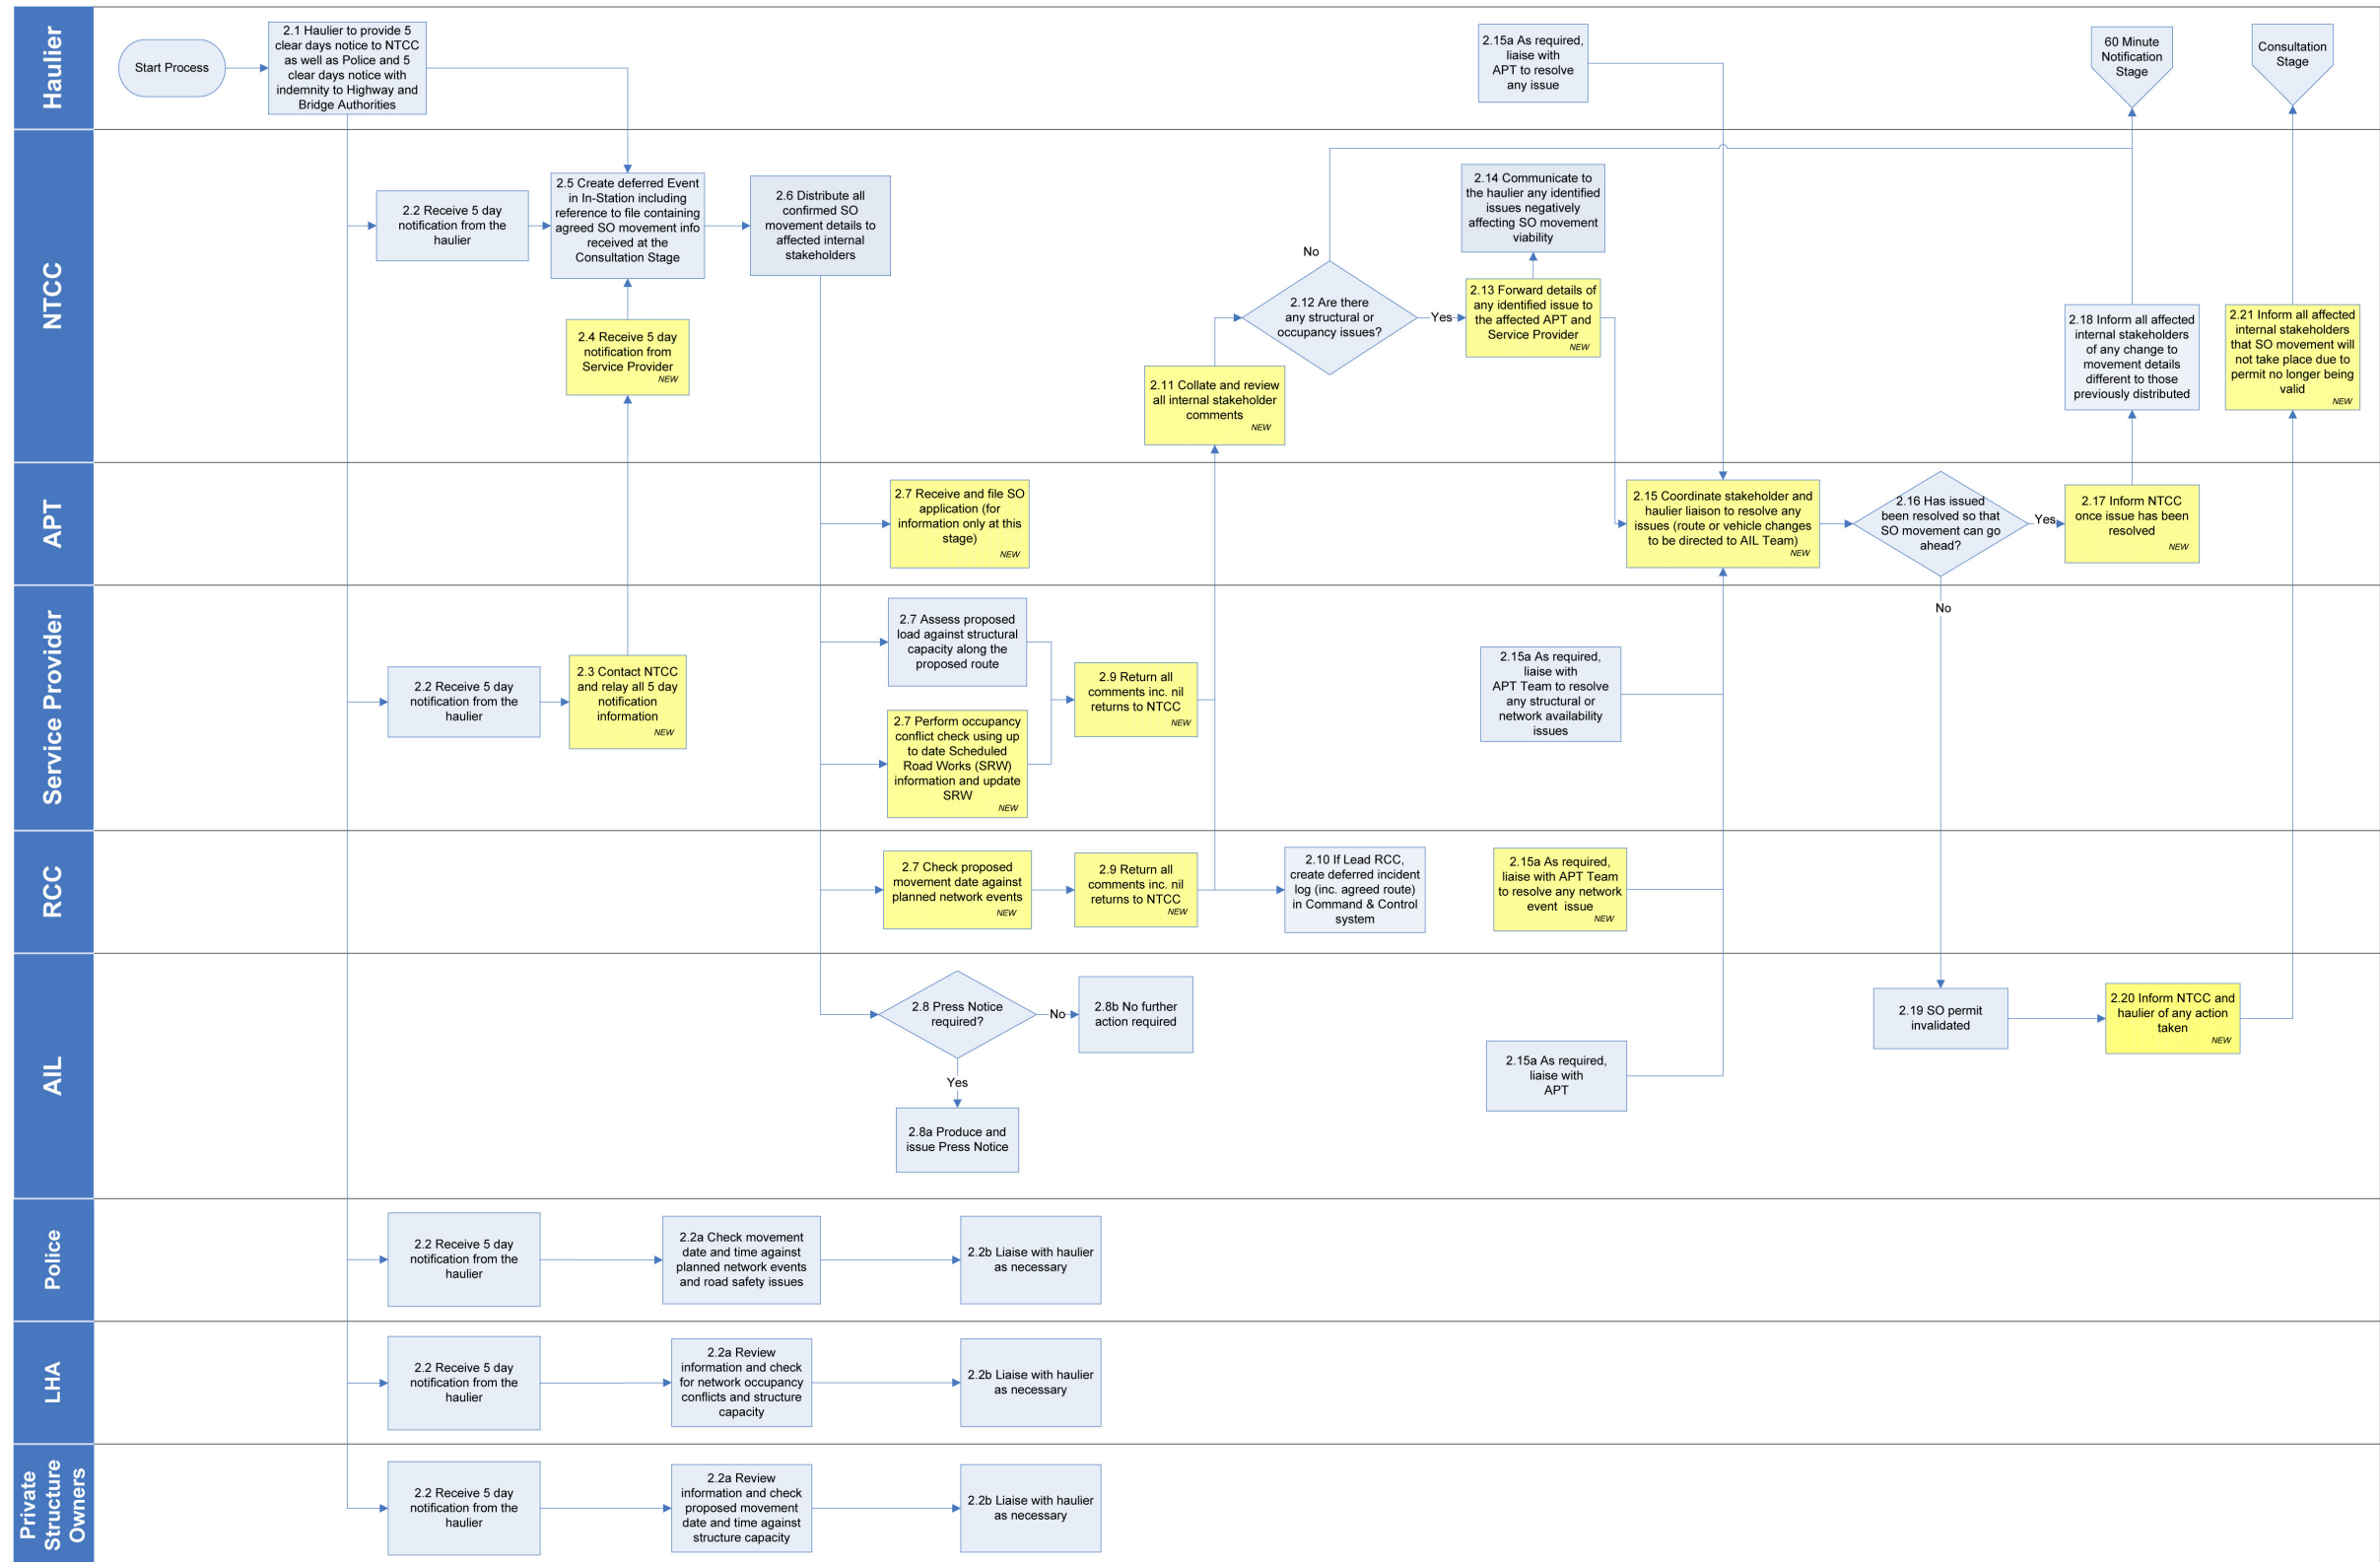 Haulier
Start Process
2.1 Haulier to provide 5
clear days notice to NTCC
as well as Police and 5
clear days notice with
indemnity to Highway and
Bridge Authorities
2.15a As required,
liaise with
APT to resolve
any issue
60 Minute
Notification
Stage
Consultation
Stage
NTCC
2.2 Receive 5 day
notification from the
haulier
2.5 Create deferred Event
in In-Station including
reference to file containing
agreed SO movement info
received at the
Consultation Stage
2.6 Distribute all
confirmed SO
movement details to
affected internal
stakeholders
2.4 Receive 5 day
notification from
Service Provider
NEW
2.11 Collate and review
all internal stakeholder
comments
NEW
No
2.12 Are there
any structural or
occupancy issues?
Yes
2.14 Communicate to
the haulier any identified
issues negatively
affecting SO movement
viability
2.13 Forward details of
any identified issue to
the affected APT and
Service Provider
NEW
2.18 Inform all affected
internal stakeholders
of any change to
movement details
different to those
previously distributed
2.21 Inform all affected
internal stakeholders
that SO movement will
not take place due to
permit no longer being
valid
NEW
APT
2.7 Receive and file SO
application (for
information only at this
stage)
NEW
2.15 Coordinate stakeholder and
haulier liaison to resolve any
issues (route or vehicle changes
to be directed to AIL Team)
NEW
2.16 Has issued
been resolved so that
SO movement can go
ahead?
Yes
2.17 Inform NTCC
once issue has been
resolved
NEW
No
Service Provider
2.2 Receive 5 day
notification from the
haulier
2.3 Contact NTCC
and relay all 5 day
notification
information
NEW
2.7 Assess proposed
load against structural
capacity along the
proposed route
2.7 Perform occupancy
conflict check using up
to date Scheduled
Road Works (SRW)
information and update
SRW
NEW
2.9 Return all
comments inc. nil
returns to NTCC
NEW
2.15a As required,
liaise with
APT Team to resolve
any structural or
network availability
issues
RCC
2.7 Check proposed
movement date against
planned network events
NEW
2.9 Return all
comments inc. nil
returns to NTCC
NEW
2.10 If Lead RCC,
create deferred incident
log (inc. agreed route)
in Command & Control
system
2.15a As required,
liaise with APT Team
to resolve any network
event issue
NEW
AIL
2.8 Press Notice
required?
No
2.8b No further
action required
Yes
2.8a Produce and
issue Press Notice
2.15a As required,
liaise with
APT
2.19 SO permit
invalidated
2.20 Inform NTCC and
haulier of any action
taken
NEW
Police
2.2 Receive 5 day
notification from the
haulier
2.2a Check movement
date and time against
planned network events
and road safety issues
2.2b Liaise with haulier
as necessary
LHA
2.2 Receive 5 day
notification from the
haulier
2.2a Review
information and check
for network occupancy
conflicts and structure
capacity
2.2b Liaise with haulier
as necessary
Private
Structure
Owners
2.2 Receive 5 day
notification from the
haulier
2.2a Review
information and check
proposed movement
date and time against
structure capacity
2.2b Liaise with haulier
as necessary